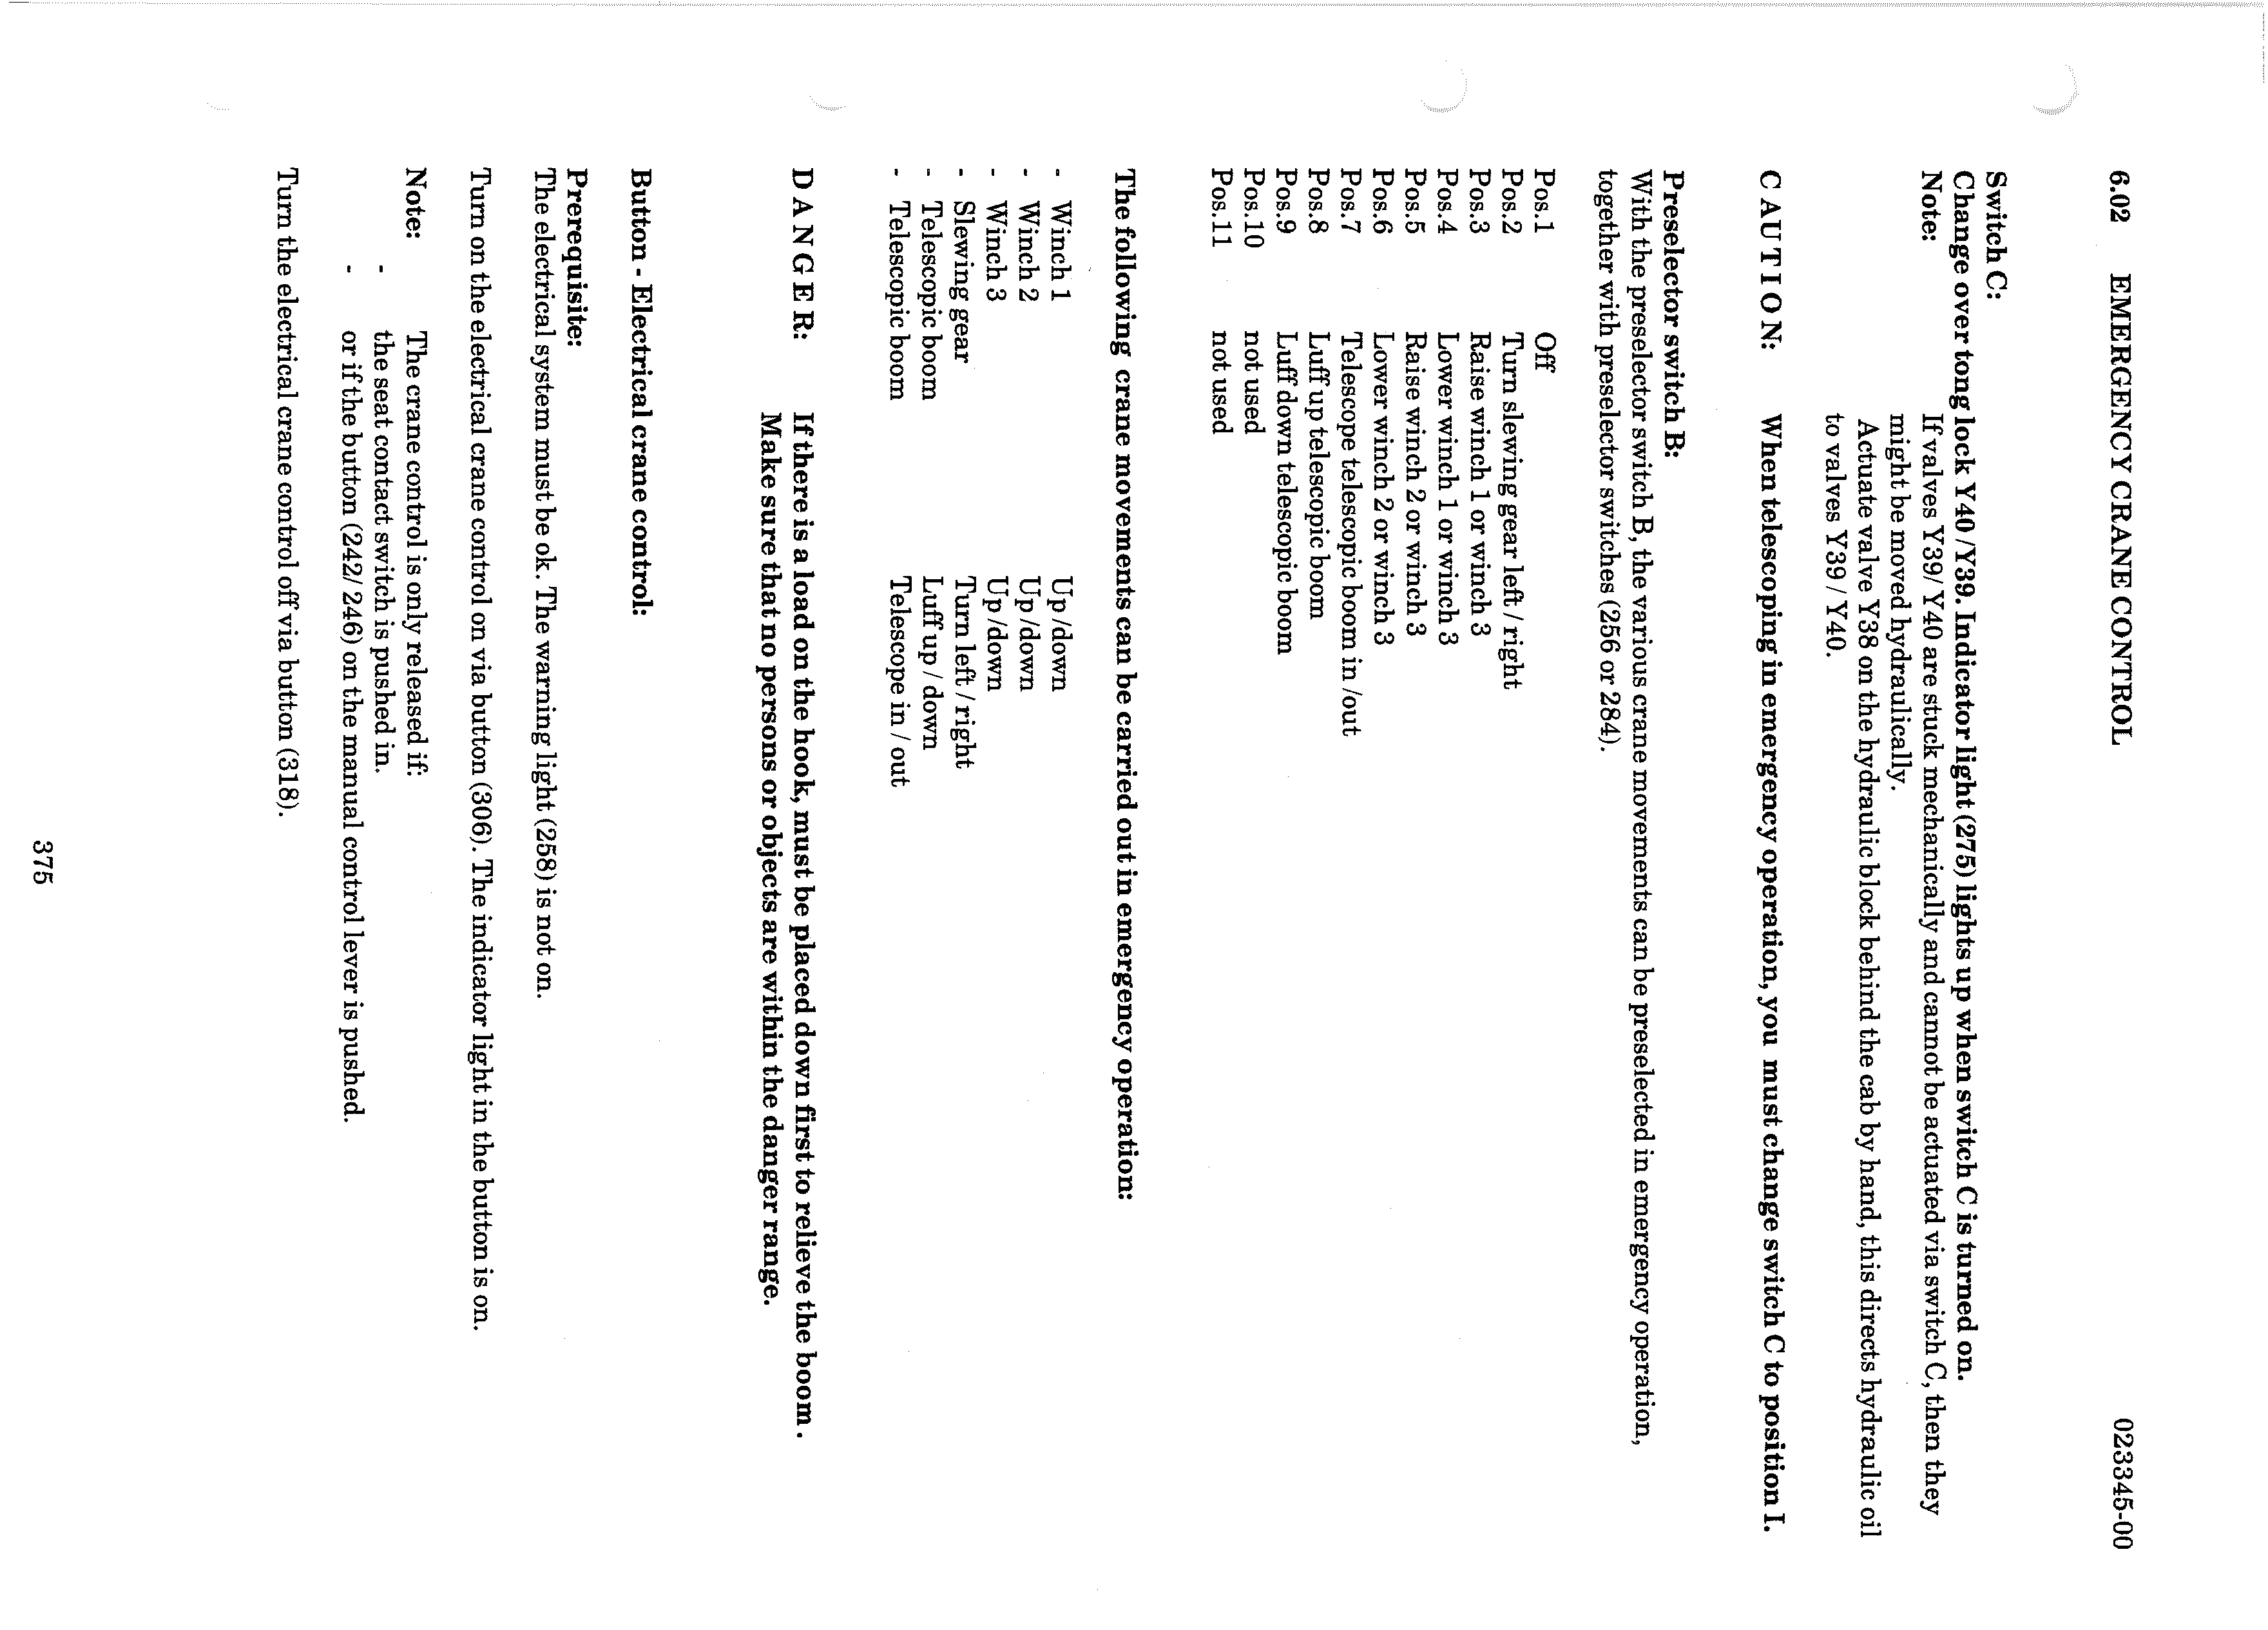 6.02 EMERGENCY CRANE CONTROL 023345-00
Switch C:
Change over tong lock Y40 /Y39. Indicator light (275) lights up when switch C is turned on.
Note: If valves Y39/ Y40 are stuck mechanically and cannot be actuated via switch C, then they
might be moved hydraulically.
Actuate valve Y38 on the hydraulic block behind the cab by hand, this directs hydraulic oil
to valves Y39 / Y40.
C A U T I O N: When telescoping in emergency operation, you must change switch C to position I.
Preselector switch B:
With the preselector switch B, the various crane movements can be preselected in emergency operation,
together with preselector switches (256 or 284).
Pos.1 Off
Pos.2 Turn slewing gear left / right
Pos.3 Raise winch 1 or winch 3
Pos.4 Lower winch 1 or winch 3
Pos.5 Raise winch 2 or winch 3
Pos.6 Lower winch 2 or winch 3
Pos.7 Telescope telescopic boom in /out
Pos.8 Luff up telescopic boom
Pos.9 Luff down telescopic boom
Pos.10 not used
Pos.11 not used
The following crane movements can be carried out in emergency operation:
- Winch 1 Up /down
- Winch 2 Up /down
- Winch 3 Up /down
- Slewing gear Turn left / right
- Telescopic boom Luff up / down
- Telescopic boom Telescope in / out
D A N G E R: If there is a load on the hook, must be placed down first to relieve the boom .
Make sure that no persons or objects are within the danger range.
Button - Electrical crane control:
Prerequisite:
The electrical system must be ok. The warning light (258) is not on.
Turn on the electrical crane control on via button (306). The indicator light in the button is on.
Note: The crane control is only released if:
- the seat contact switch is pushed in.
- or if the button (242/ 246) on the manual control lever is pushed.
Turn the electrical crane control off via button (318).
375